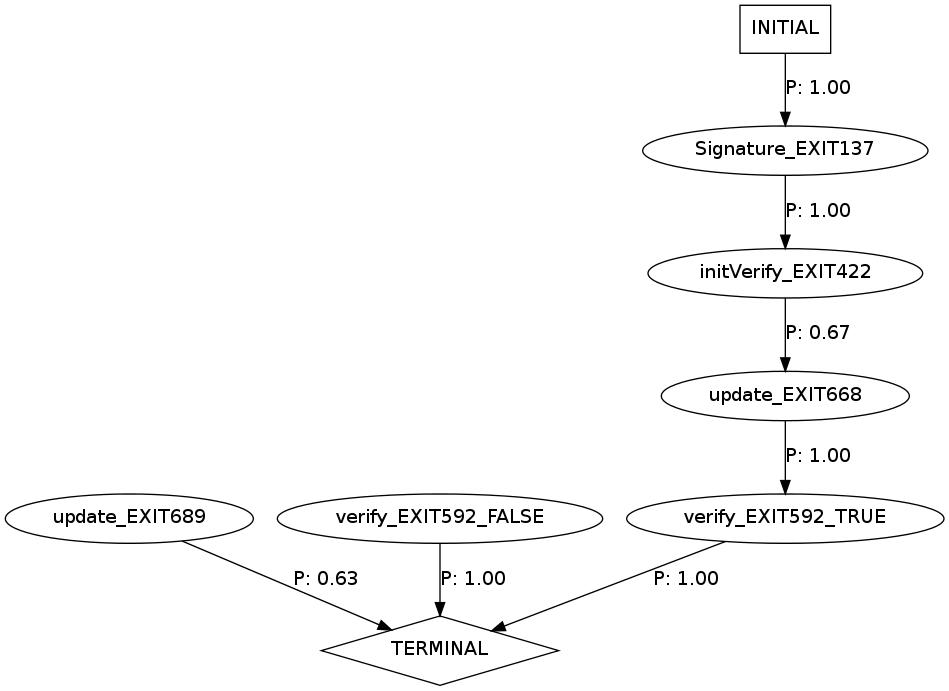 INITIAL
P: 1.00
Signature_EXIT137
P: 1.00
initVerify_EXIT422
P: 0.67
update_EXIT668
P: 1.00
update_EXIT689
verify_EXIT592_FALSE
verify_EXIT592_TRUE
P: 0.63
P: 1.00
P: 1.00
TERMINAL